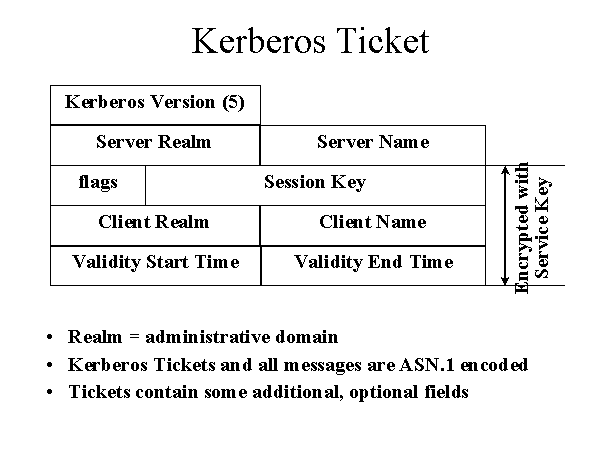 Kerberos Ticket
Kerberos Version (5)
Server Realm Server Name
flags Session Key
Client Realm Client Name
Validity Start Time Validity End Time
Encrypted with
Service Key
• Realm = administrative domain
• Kerberos Tickets and all messages are ASN.1 encoded
• Tickets contain some additional, optional fields